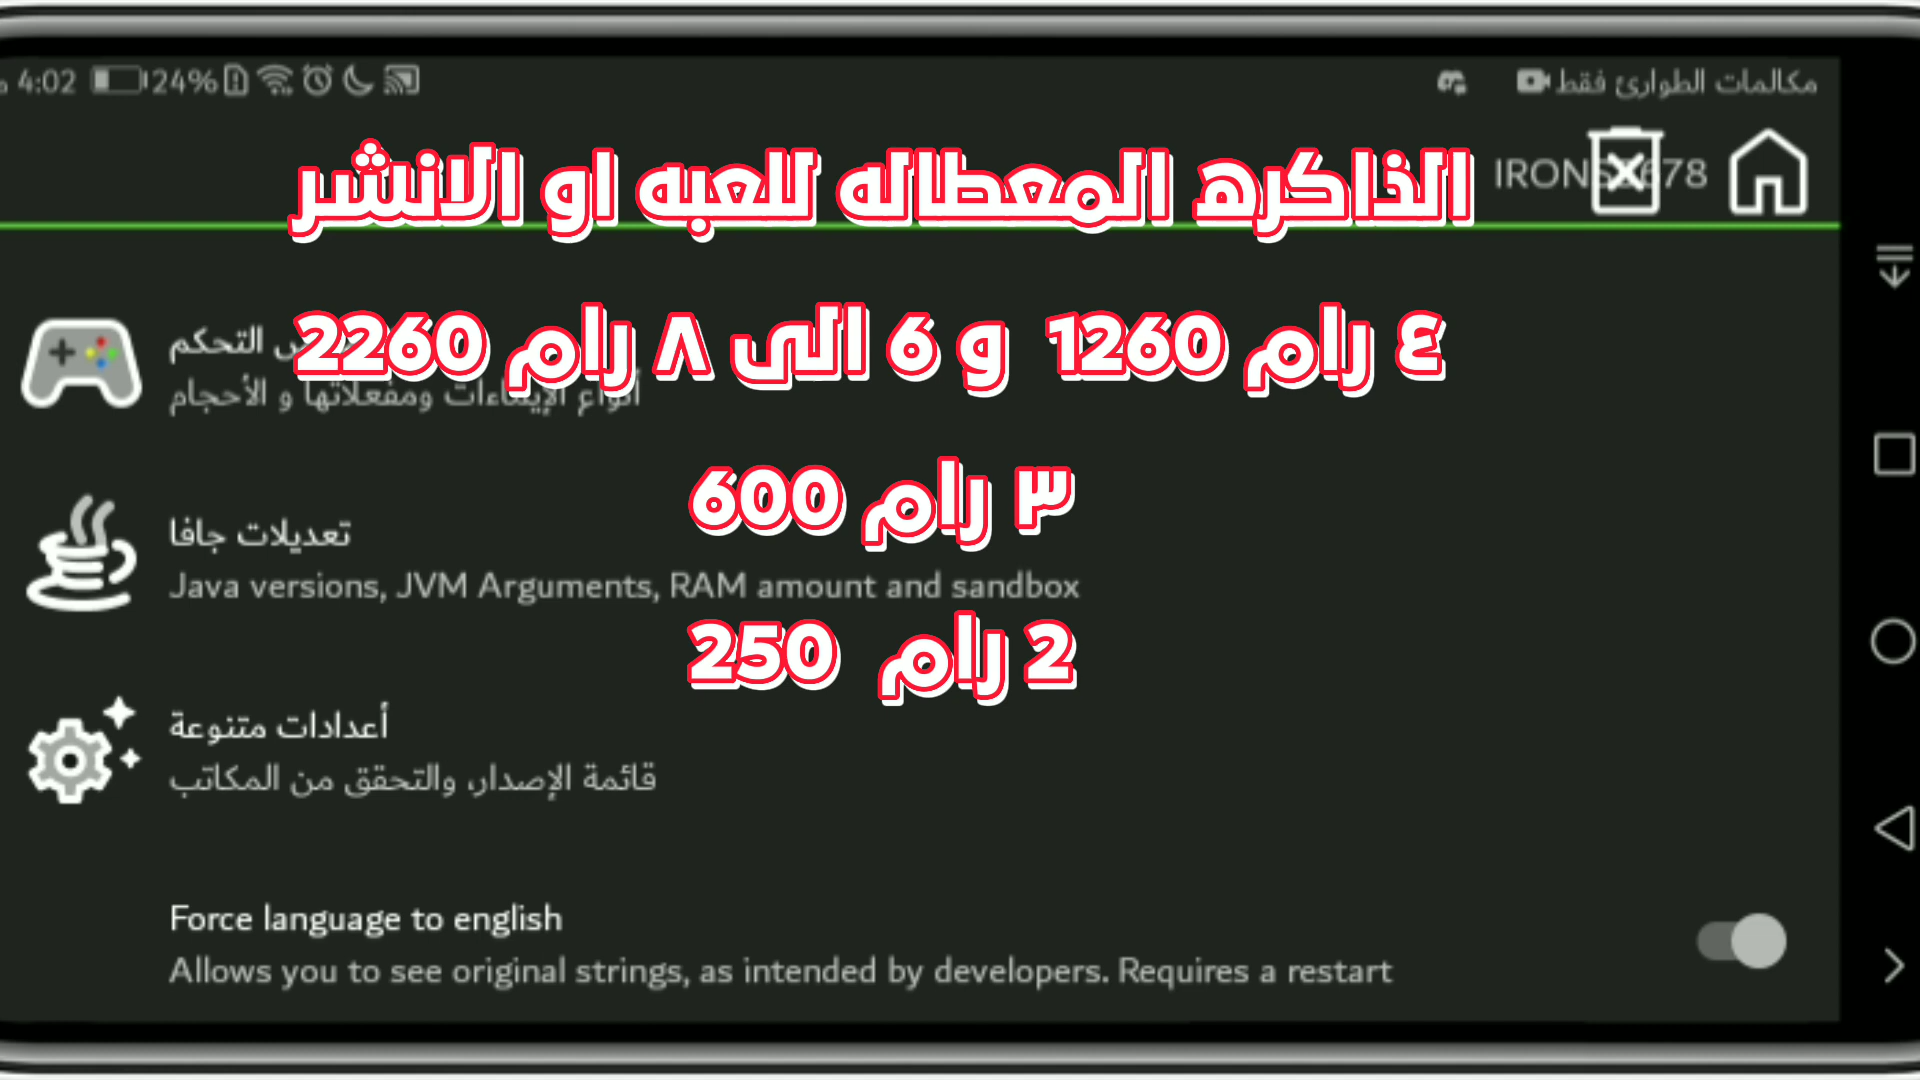 4:02 24%
مكالمات الطوارئ فقط
الذاكره المعطاله للعبه او الانشر
٤ رام 1260 و 6 الى ٨ رام 2260
التحكم
أنواع الإيماءات ومفعلاتها و الأحجام
٣ رام 600
تعديلات جافا
Java versions, JVM Arguments, RAM amount and sandbox
2 رام 250
أعدادات متنوعة
قائمة الإصدار، والتحقق من المكاتب
Force language to english
Allows you to see original strings, as intended by developers. Requires a restart